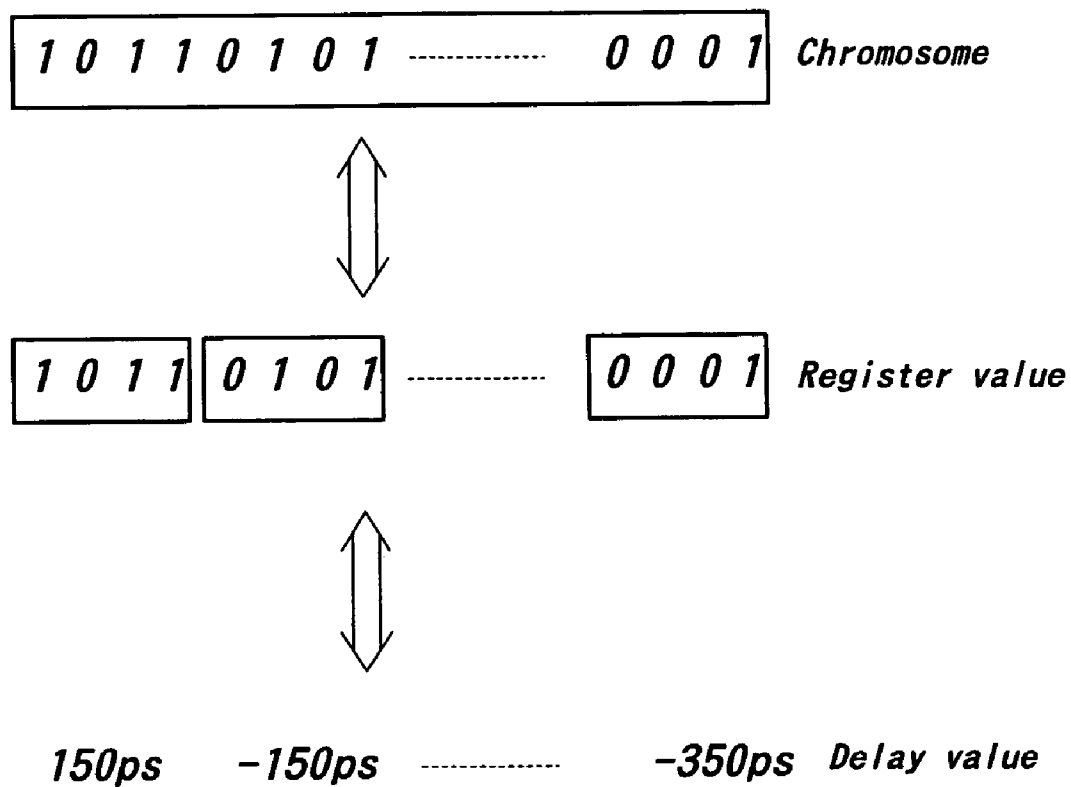 1 0 1 1 0 1 0 1 ---------- 0 0 0 1 Chromosome
1 0 1 1 0 1 0 1 ---------- 0 0 0 1 Register value
150ps -150ps ---------- -350ps Delay value